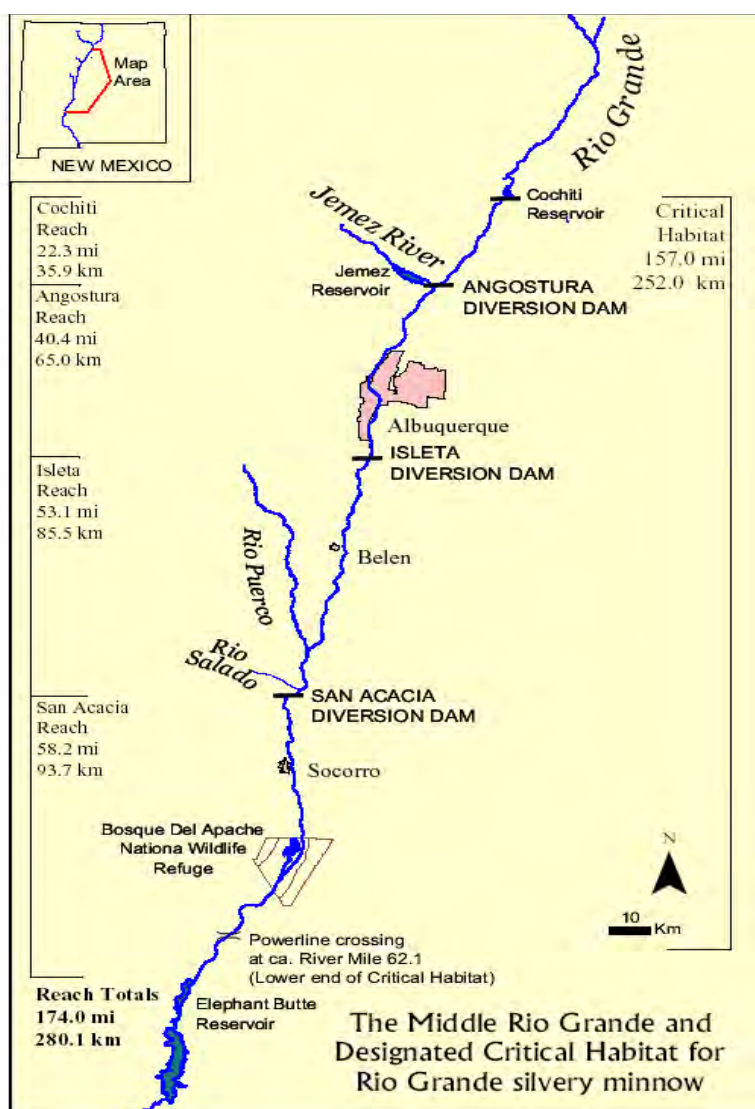 Map
Area
NEW MEXICO
Rio Grande
Cochiti
Reservoir
Jemez River
Jemez
Reservoir
ANGOSTURA
DIVERSION DAM
Cochiti
Reach
22.3 mi
35.9 km
Angostura
Reach
40.4 mi
65.0 km
Critical
Habitat
157.0 mi
252.0 km
Albuquerque
ISLETA
DIVERSION DAM
Isleta
Reach
53.1 mi
85.5 km
Rio Puerco
Belen
Rio
Salado
SAN ACACIA
DIVERSION DAM
San Acacia
Reach
58.2 mi
93.7 km
Socorro
Bosque Del Apache
Nationa Wildlife
Refuge
N
10
Km
Powerline crossing
at ca. River Mile 62.1
(Lower end of Critical Habitat)
Reach Totals
174.0 mi
280.1 km
Elephant Butte
Reservoir
The Middle Rio Grande and
Designated Critical Habitat for
Rio Grande silvery minnow